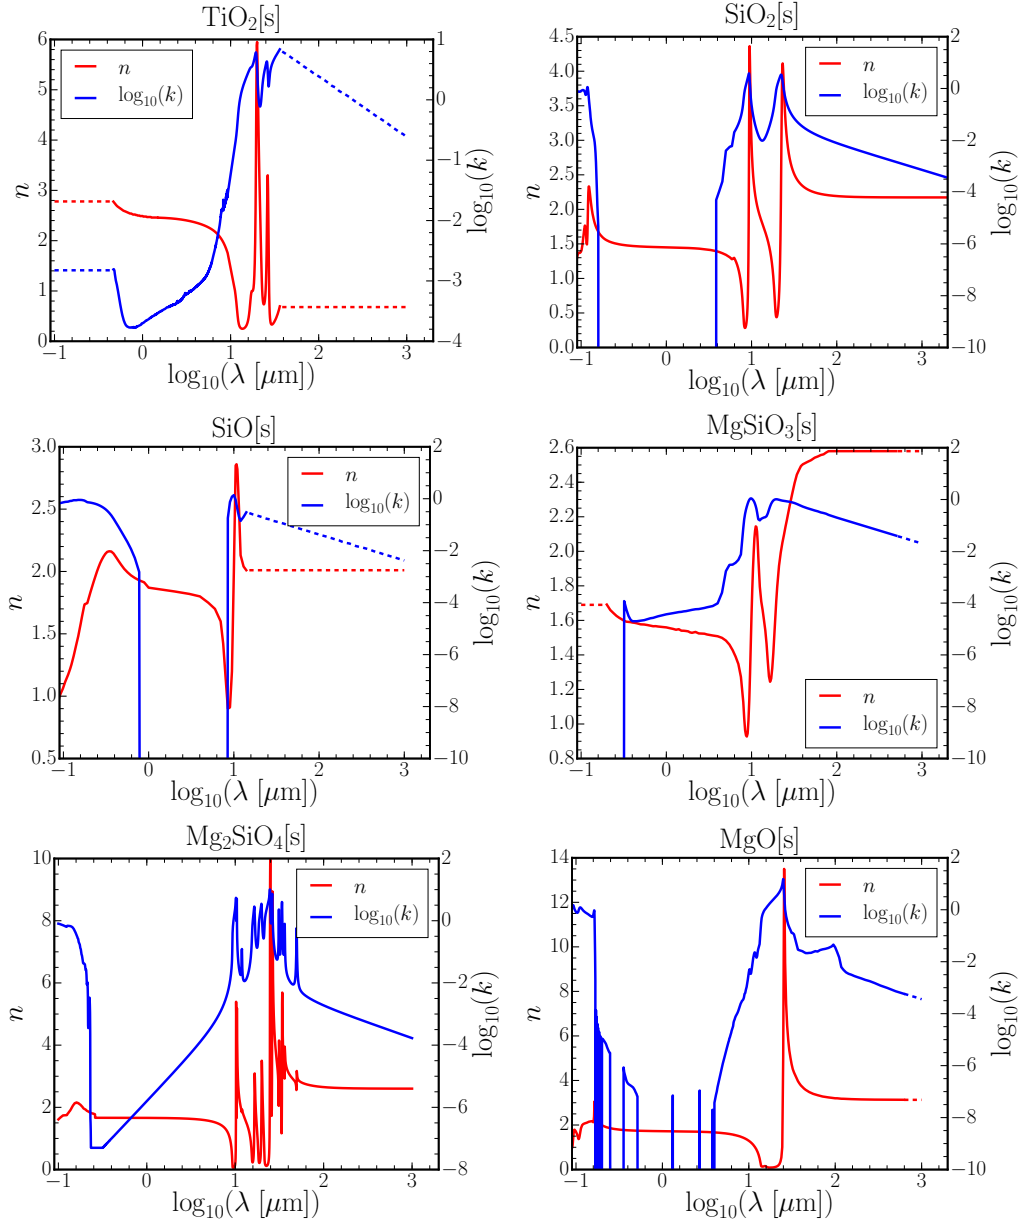 TiO₂[s]
n
log₁₀(k)
6
5
4
3
2
1
0
n
1
0
−1
−2
−3
−4
log₁₀(k)
−1 0 1 2 3
log₁₀(λ [μm])
SiO₂[s]
n
log₁₀(k)
4.5
4.0
3.5
3.0
2.5
2.0
1.5
1.0
0.5
0.0
n
2
0
−2
−4
−6
−8
−10
log₁₀(k)
−1 0 1 2 3
log₁₀(λ [μm])
SiO[s]
n
log₁₀(k)
3.0
2.5
2.0
1.5
1.0
0.5
n
2
0
−2
−4
−6
−8
−10
log₁₀(k)
−1 0 1 2 3
log₁₀(λ [μm])
MgSiO₃[s]
n
log₁₀(k)
2.6
2.4
2.2
2.0
1.8
1.6
1.4
1.2
1.0
0.8
n
2
0
−2
−4
−6
−8
−10
log₁₀(k)
−1 0 1 2 3
log₁₀(λ [μm])
Mg₂SiO₄[s]
n
log₁₀(k)
10
8
6
4
2
0
n
2
0
−2
−4
−6
−8
log₁₀(k)
−1 0 1 2 3
log₁₀(λ [μm])
MgO[s]
n
log₁₀(k)
14
12
10
8
6
4
2
0
n
2
0
−2
−4
−6
−8
−10
log₁₀(k)
−1 0 1 2 3
log₁₀(λ [μm])